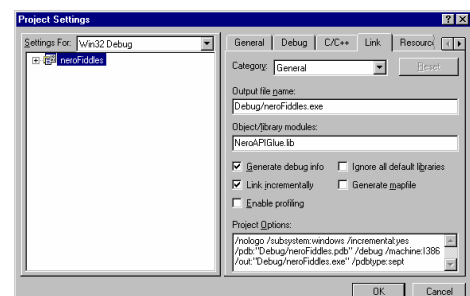 Project Settings
Settings For: Win32 Debug
neroFiddles
General Debug C/C++ Link Resourc
Category: General Reset
Output file name:
Debug/neroFiddles.exe
Object/library modules:
NeroAPIGlue.lib
Generate debug info Ignore all default libraries
Link incrementally Generate mapfile
Enable profiling
Project Options:
/nologo /subsystem:windows /incremental:yes
/pdb:"Debug/neroFiddles.pdb" /debug /machine:I386
/out:"Debug/neroFiddles.exe" /pdbtype:sept
OK Cancel